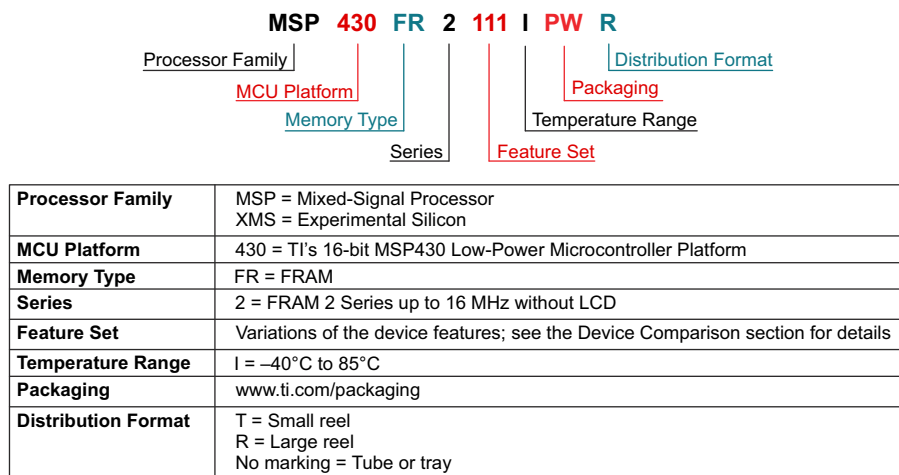 MSP 430 FR 2 111 I PW R
Processor Family Distribution Format
MCU Platform Packaging
Memory Type Temperature Range
Series Feature Set
Processor Family MSP = Mixed-Signal Processor
XMS = Experimental Silicon
MCU Platform 430 = TI's 16-bit MSP430 Low-Power Microcontroller Platform
Memory Type FR = FRAM
Series 2 = FRAM 2 Series up to 16 MHz without LCD
Feature Set Variations of the device features; see the Device Comparison section for details
Temperature Range I = –40°C to 85°C
Packaging www.ti.com/packaging
Distribution Format T = Small reel
R = Large reel
No marking = Tube or tray